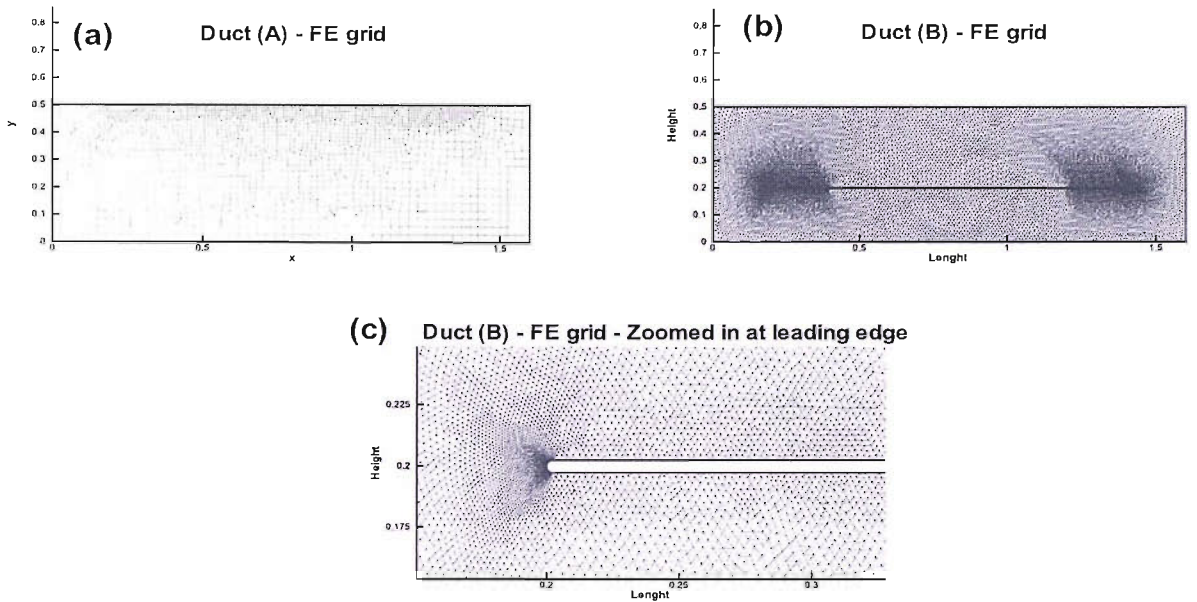 (a)
Duct (A) - FE grid
0.8
0.7
0.6
0.5
0.4
0.3
0.2
0.1
0
y
0
0.5
1
1.5
x
(b)
Duct (B) - FE grid
0.8
0.7
0.6
0.5
0.4
0.3
0.2
0.1
0
Height
0
0.5
1
1.5
Lenght
(c)
Duct (B) - FE grid - Zoomed in at leading edge
0.225
0.2
0.175
Height
0.2
0.25
0.3
Lenght